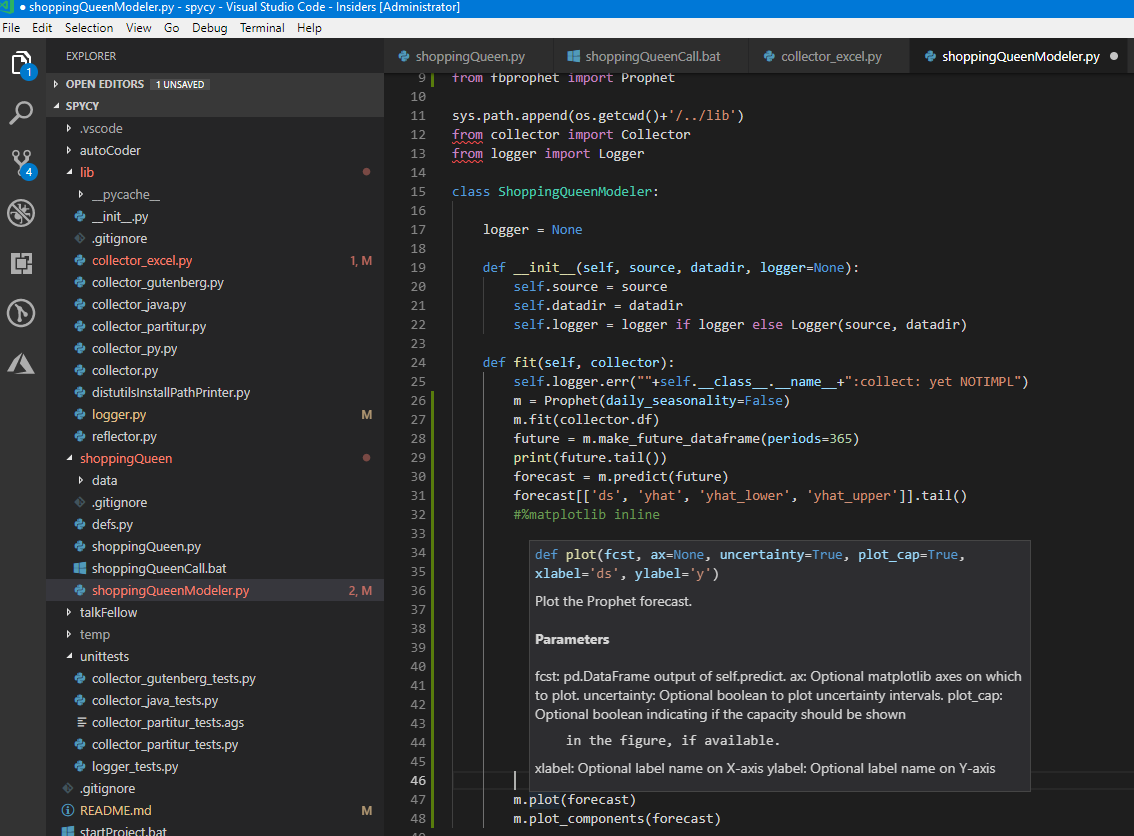 ● shoppingQueenModeler.py - spycy - Visual Studio Code - Insiders [Administrator]
File Edit Selection View Go Debug Terminal Help
1
4
EXPLORER
OPEN EDITORS 1 UNSAVED
SPYCY
.vscode
autoCoder
lib
__pycache__
__init__.py
.gitignore
collector_excel.py 1, M
collector_gutenberg.py
collector_java.py
collector_partitur.py
collector_py.py
collector.py
distutilsInstallPathPrinter.py
logger.py M
reflector.py
shoppingQueen
data
.gitignore
defs.py
shoppingQueen.py
shoppingQueenCall.bat
shoppingQueenModeler.py 2, M
talkFellow
temp
unittests
collector_gutenberg_tests.py
collector_java_tests.py
collector_partitur_tests.ags
collector_partitur_tests.py
logger_tests.py
.gitignore
README.md M
startProject.bat
shoppingQueen.py shoppingQueenCall.bat collector_excel.py shoppingQueenModeler.py ●
9 from fbprophet import Prophet
10
11 sys.path.append(os.getcwd()+'/../lib')
12 from collector import Collector
13 from logger import Logger
14
15 class ShoppingQueenModeler:
16
17 logger = None
18
19 def __init__(self, source, datadir, logger=None):
20 self.source = source
21 self.datadir = datadir
22 self.logger = logger if logger else Logger(source, datadir)
23
24 def fit(self, collector):
25 self.logger.err(""+self.__class__.__name__+":collect: yet NOTIMPL")
26 m = Prophet(daily_seasonality=False)
27 m.fit(collector.df)
28 future = m.make_future_dataframe(periods=365)
29 print(future.tail())
30 forecast = m.predict(future)
31 forecast[['ds', 'yhat', 'yhat_lower', 'yhat_upper']].tail()
32 #%matplotlib inline
33
34 def plot(fcst, ax=None, uncertainty=True, plot_cap=True,
35 xlabel='ds', ylabel='y')
36 Plot the Prophet forecast.
37
38 Parameters
39
40 fcst: pd.DataFrame output of self.predict. ax: Optional matplotlib axes on which
41 to plot. uncertainty: Optional boolean to plot uncertainty intervals. plot_cap:
42 Optional boolean indicating if the capacity should be shown
43
44 in the figure, if available.
45 xlabel: Optional label name on X-axis ylabel: Optional label name on Y-axis
46
47 m.plot(forecast)
48 m.plot_components(forecast)